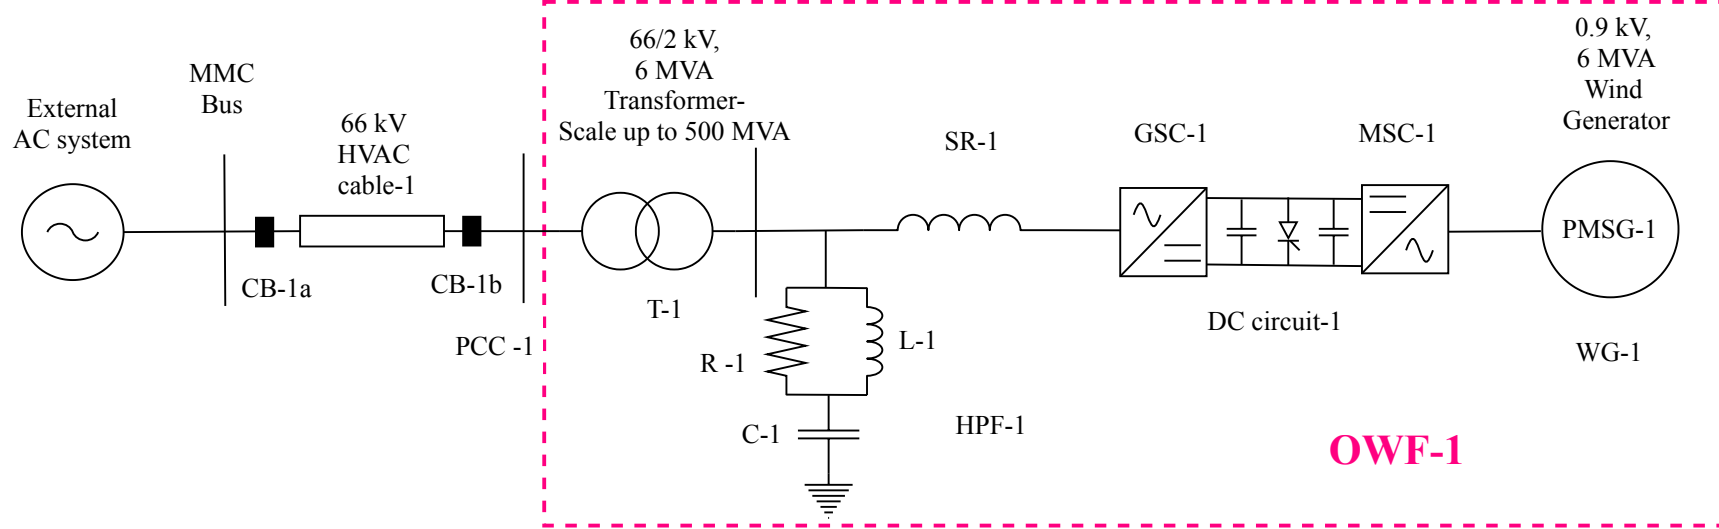 External
AC system
MMC
Bus
66 kV
HVAC
cable-1
CB-1a
CB-1b
PCC -1
66/2 kV,
6 MVA
Transformer-
Scale up to 500 MVA
T-1
R -1
L-1
C-1
HPF-1
SR-1
GSC-1
MSC-1
DC circuit-1
0.9 kV,
6 MVA
Wind
Generator
PMSG-1
WG-1
OWF-1